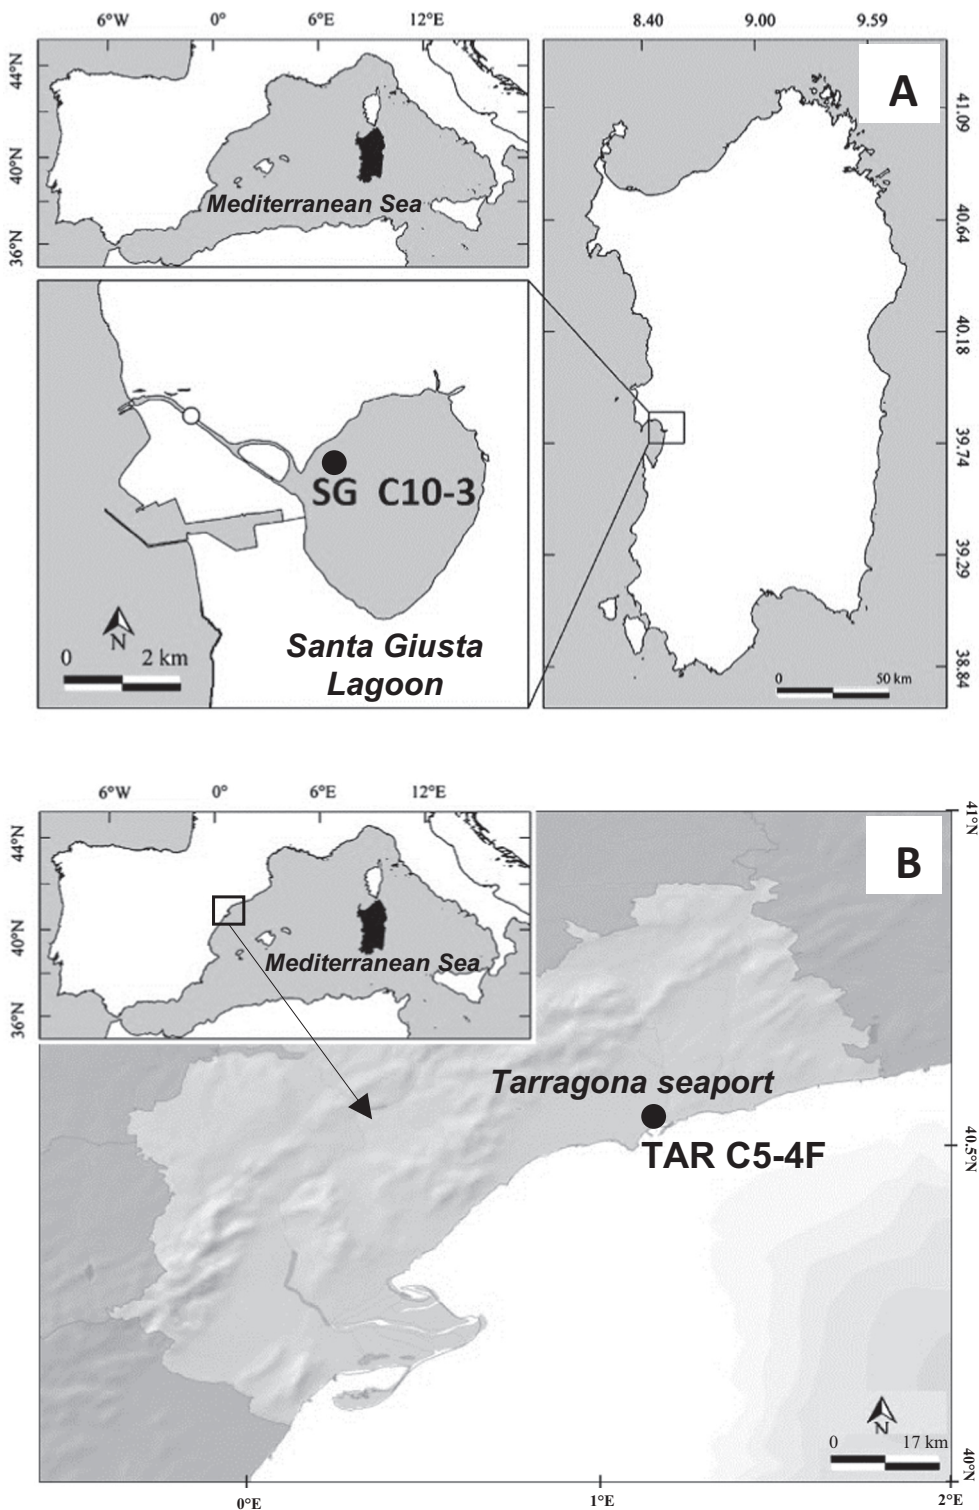 6°W 0° 6°E 12°E
44°N
40°N
36°N
Mediterranean Sea
8.40 9.00 9.59
A
41.09
40.64
40.18
39.74
39.29
38.84
0 50 km
SG C10-3
N
0 2 km
Santa Giusta
Lagoon
6°W 0° 6°E 12°E
44°N
40°N
36°N
Mediterranean Sea
B
41°N
40.5°N
40°N
Tarragona seaport
TAR C5-4F
N
0 17 km
0°E 1°E 2°E